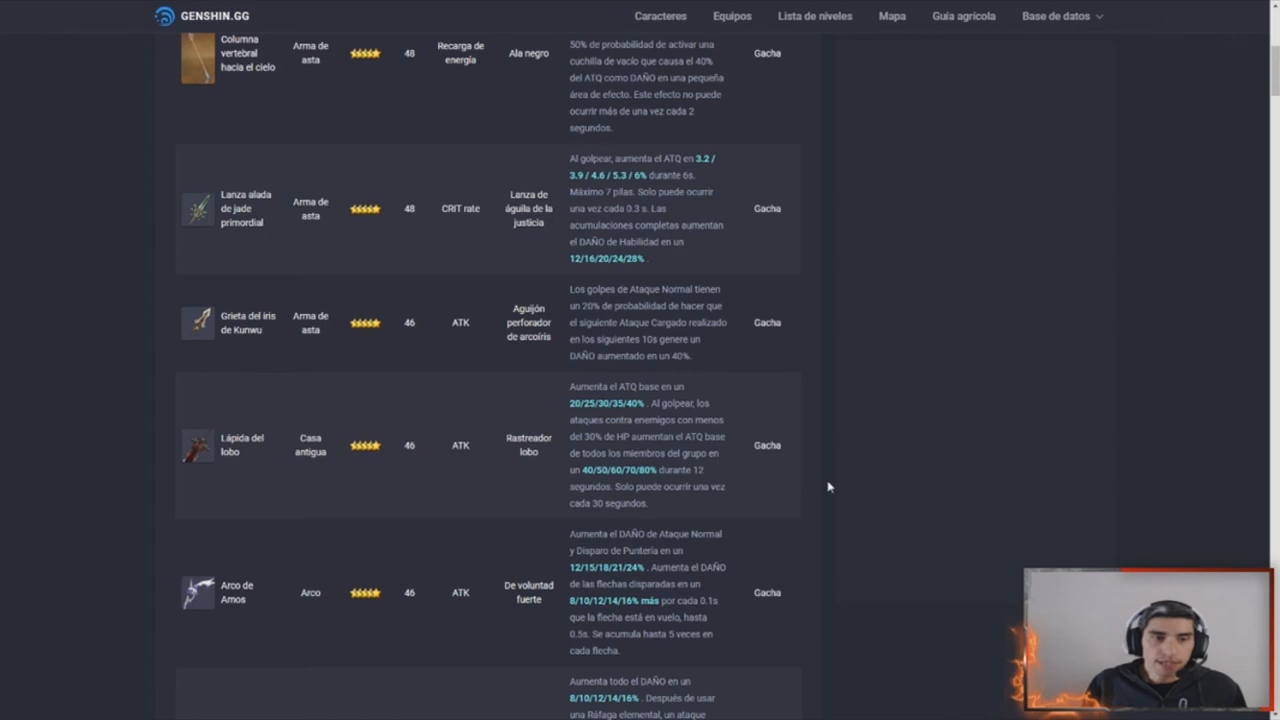 GENSHIN.GG
Caracteres
Equipos
Lista de niveles
Mapa
Guía agrícola
Base de datos
Columna
vertebral
hacia el cielo
Arma de
asta
48
Recarga de
energía
Ala negro
50% de probabilidad de activar una
cuchilla de vacío que causa el 40%
del ATQ como DAÑO en una pequeña
área de efecto. Este efecto no puede
ocurrir más de una vez cada 2
segundos.
Gacha
Lanza alada
de jade
primordial
Arma de
asta
48
CRIT rate
Lanza de
águila de la
justicia
Al golpear, aumenta el ATQ en 3.2 /
3.9 / 4.6 / 5.3 / 6% durante 6s.
Máximo 7 pilas. Solo puede ocurrir
una vez cada 0.3 s. Las
acumulaciones completas aumentan
el DAÑO de Habilidad en un
12/16/20/24/28% .
Gacha
Grieta del iris
de Kunwu
Arma de
asta
46
ATK
Aguijón
perforador
de arcoíris
Los golpes de Ataque Normal tienen
un 20% de probabilidad de hacer que
el siguiente Ataque Cargado realizado
en los siguientes 10s genere un
DAÑO aumentado en un 40%.
Gacha
Lápida del
lobo
Casa
antigua
46
ATK
Rastreador
lobo
Aumenta el ATQ base en un
20/25/30/35/40% . Al golpear, los
ataques contra enemigos con menos
del 30% de HP aumentan el ATQ base
de todos los miembros del grupo en
un 40/50/60/70/80% durante 12
segundos. Solo puede ocurrir una vez
cada 30 segundos.
Gacha
Arco de
Amos
Arco
46
ATK
De voluntad
fuerte
Aumenta el DAÑO de Ataque Normal
y Disparo de Puntería en un
12/15/18/21/24% . Aumenta el DAÑO
de las flechas disparadas en un
8/10/12/14/16% más por cada 0.1s
que la flecha está en vuelo, hasta
0.5s. Se acumula hasta 5 veces en
cada flecha.
Gacha
Aumenta todo el DAÑO en un
8/10/12/14/16% . Después de usar
una Ráfaga elemental, un ataque